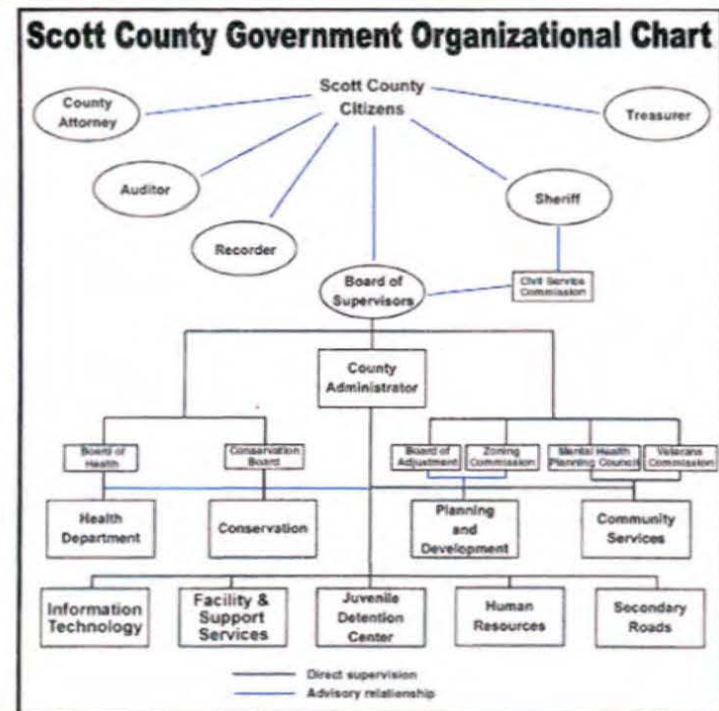 Scott County Government Organizational Chart
Scott County
Citizens
County
Attorney
Treasurer
Auditor
Sheriff
Recorder
Board of
Supervisors
Civil Service
Commission
County
Administrator
Board of
Health
Conservation
Board
Board of
Adjustment
Zoning
Commission
Mental Health
Planning Council
Veterans
Commission
Health
Department
Conservation
Planning
and
Development
Community
Services
Information
Technology
Facility &
Support
Services
Juvenile
Detention
Center
Human
Resources
Secondary
Roads
Direct supervision
Advisory relationship